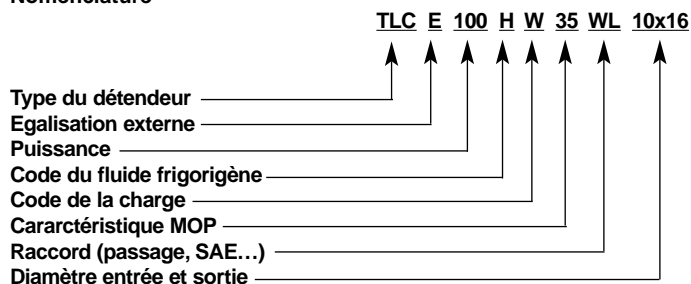 Nomenclature
TLC E 100 H W 35 WL 10x16
Type du détendeur
Egalisation externe
Puissance
Code du fluide frigorigène
Code de la charge
Cararctéristique MOP
Raccord (passage, SAE…)
Diamètre entrée et sortie